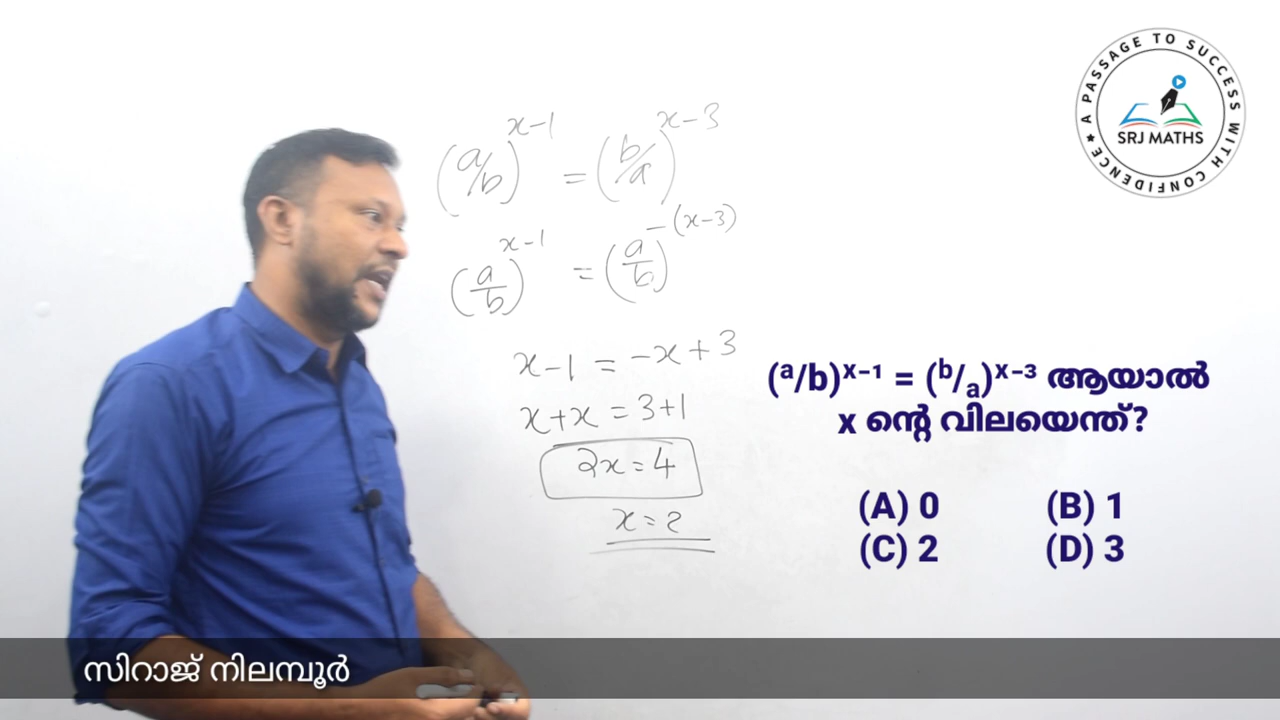 A PASSAGE TO SUCCESS WITH CONFIDENCE ★
SRJ MATHS
(a/b)^(x-1) = (b/a)^(x-3)
(a/b)^(x-1) = (a/b)^-(x-3)
x-1 = -x+3
x+x = 3+1
2x=4
x=2
(a/b)ˣ⁻¹ = (ᵇ/ₐ)ˣ⁻³ ആയാൽ
x ന്റെ വിലയെന്ത്?
(A) 0 (B) 1
(C) 2 (D) 3
സിറാജ് നിലമ്പൂർ